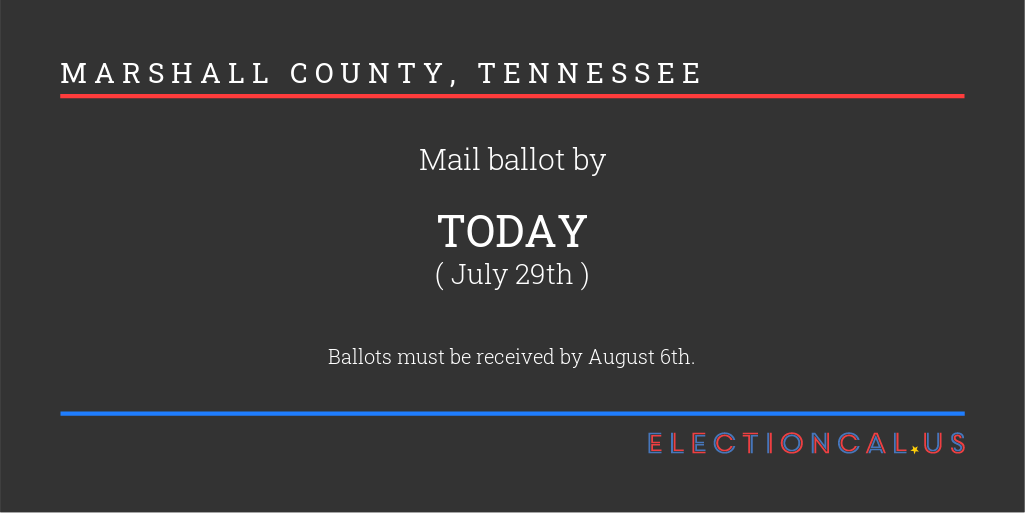 MARSHALL COUNTY, TENNESSEE
Mail ballot by
TODAY
( July 29th )
Ballots must be received by August 6th.
ELECTIONCAL.US